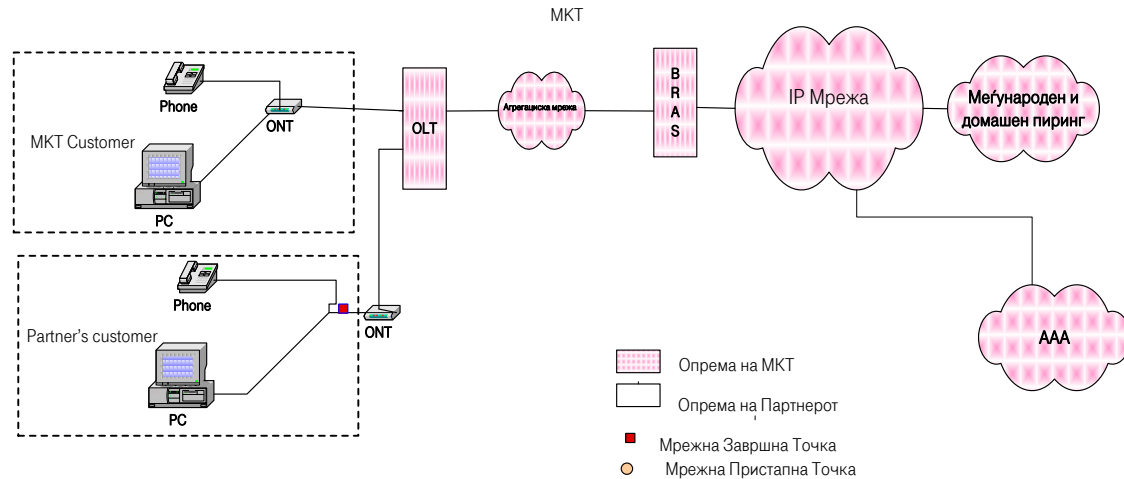 МКТ
Phone
ONT
MKT Customer
PC
OLT
Агрегациска мрежа
B
R
A
S
IP Мрежа
Меѓународен и
домашен пиринг
Phone
ONT
Partner's customer
PC
AAA
Опрема на МКТ
Опрема на Партнерот
Мрежна Завршна Точка
Мрежна Пристапна Точка